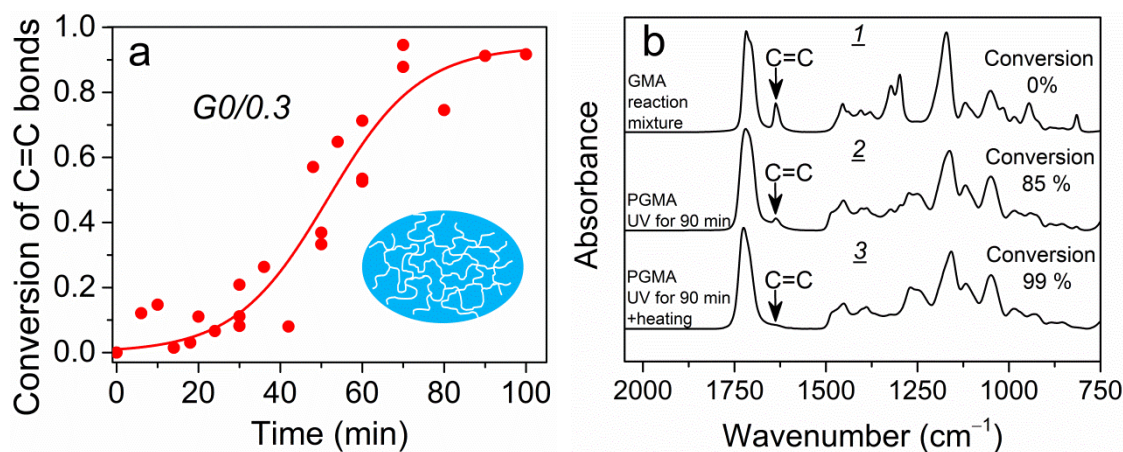 a
G0/0.3
Conversion of C=C bonds
1.0
0.8
0.6
0.4
0.2
0.0
0 20 40 60 80 100
Time (min)
b
1
C=C
Conversion
0%
GMA
reaction
mixture
2
C=C
Conversion
85 %
PGMA
UV for 90 min
3
C=C
Conversion
99 %
PGMA
UV for 90 min
+heating
Absorbance
2000 1750 1500 1250 1000 750
Wavenumber (cm⁻¹)